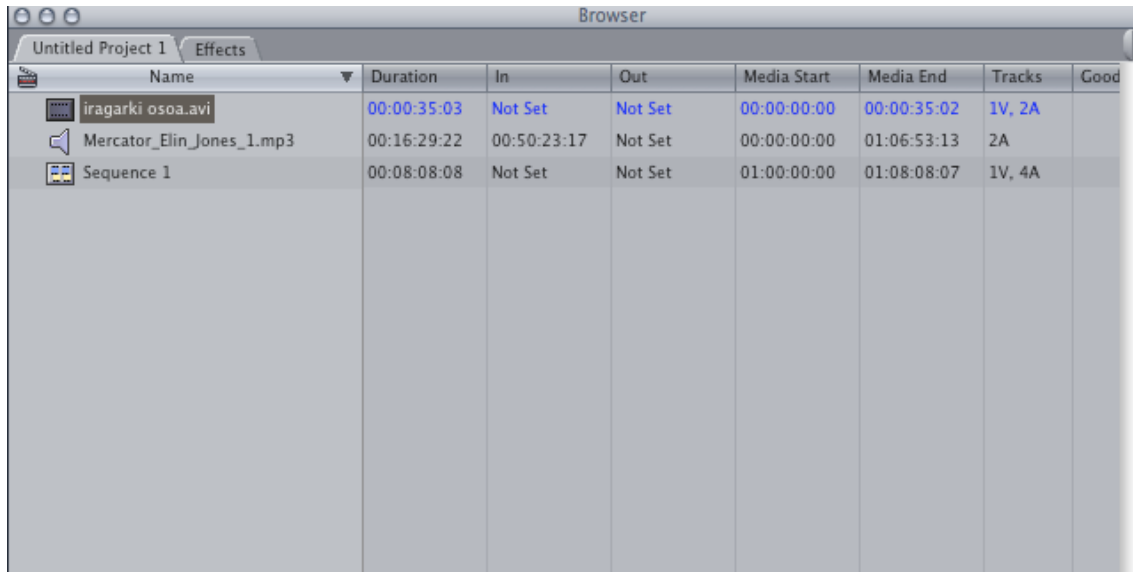 Browser
Untitled Project 1 Effects
Name Duration In Out Media Start Media End Tracks Good
iragarki osoa.avi 00:00:35:03 Not Set Not Set 00:00:00:00 00:00:35:02 1V, 2A
Mercator_Elin_Jones_1.mp3 00:16:29:22 00:50:23:17 Not Set 00:00:00:00 01:06:53:13 2A
Sequence 1 00:08:08:08 Not Set Not Set 01:00:00:00 01:08:08:07 1V, 4A